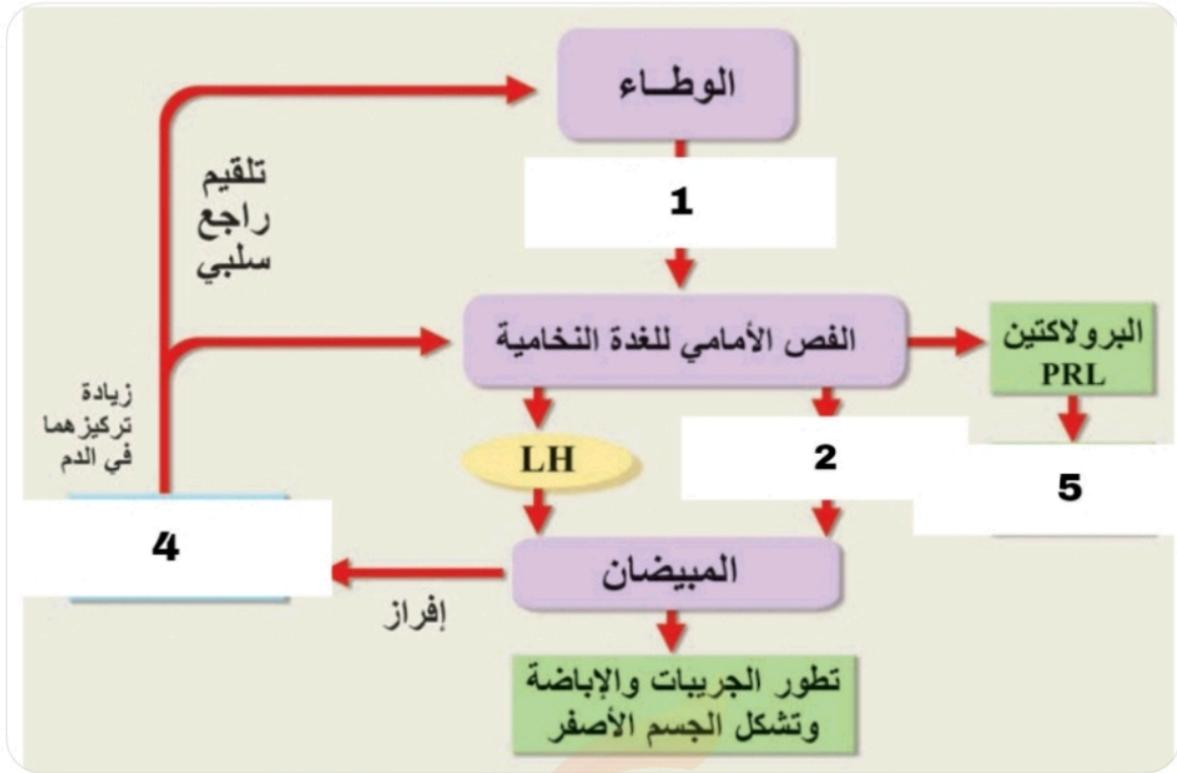 الوطـاء
1
تلقيم
راجع
سلبي
الفص الأمامي للغدة النخامية
البرولاكتين
PRL
زيادة
تركيزهما
في الدم
LH
2
5
4
المبيضان
إفراز
تطور الجريبات والإباضة
وتشكل الجسم الأصفر